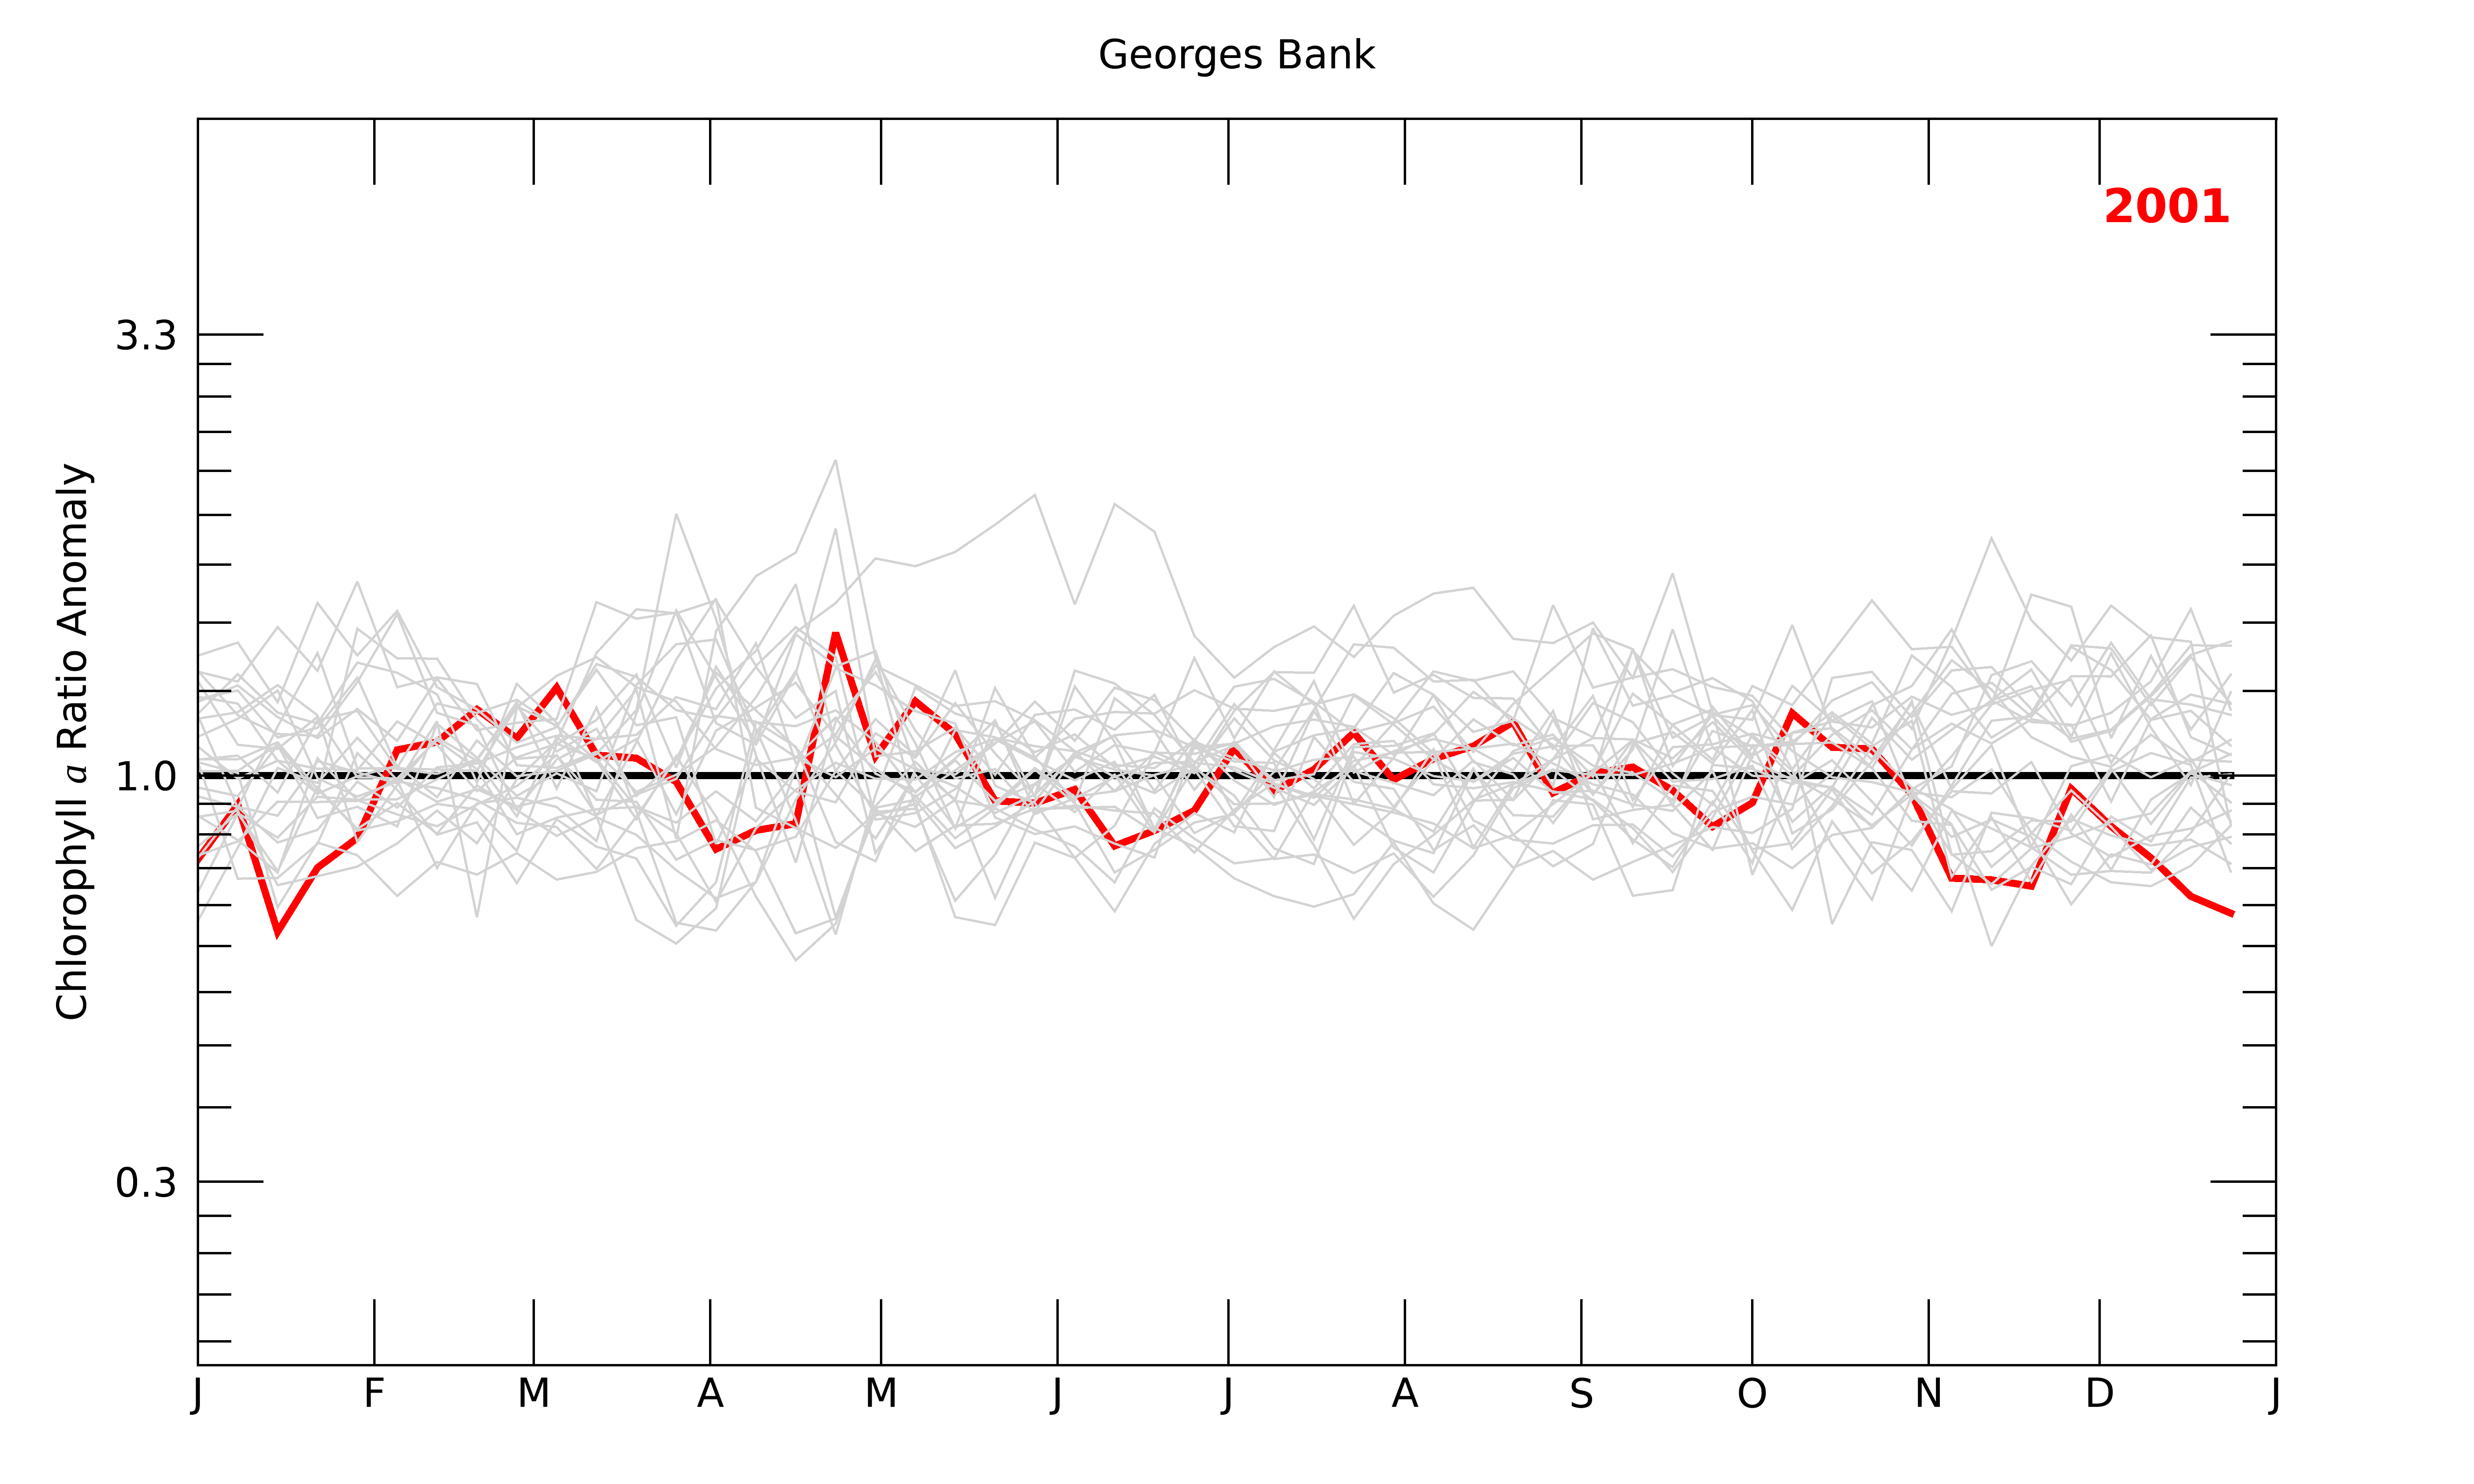 Georges Bank
2001
3.3
1.0
0.3
Chlorophyll a Ratio Anomaly
J F M A M J J A S O N D J